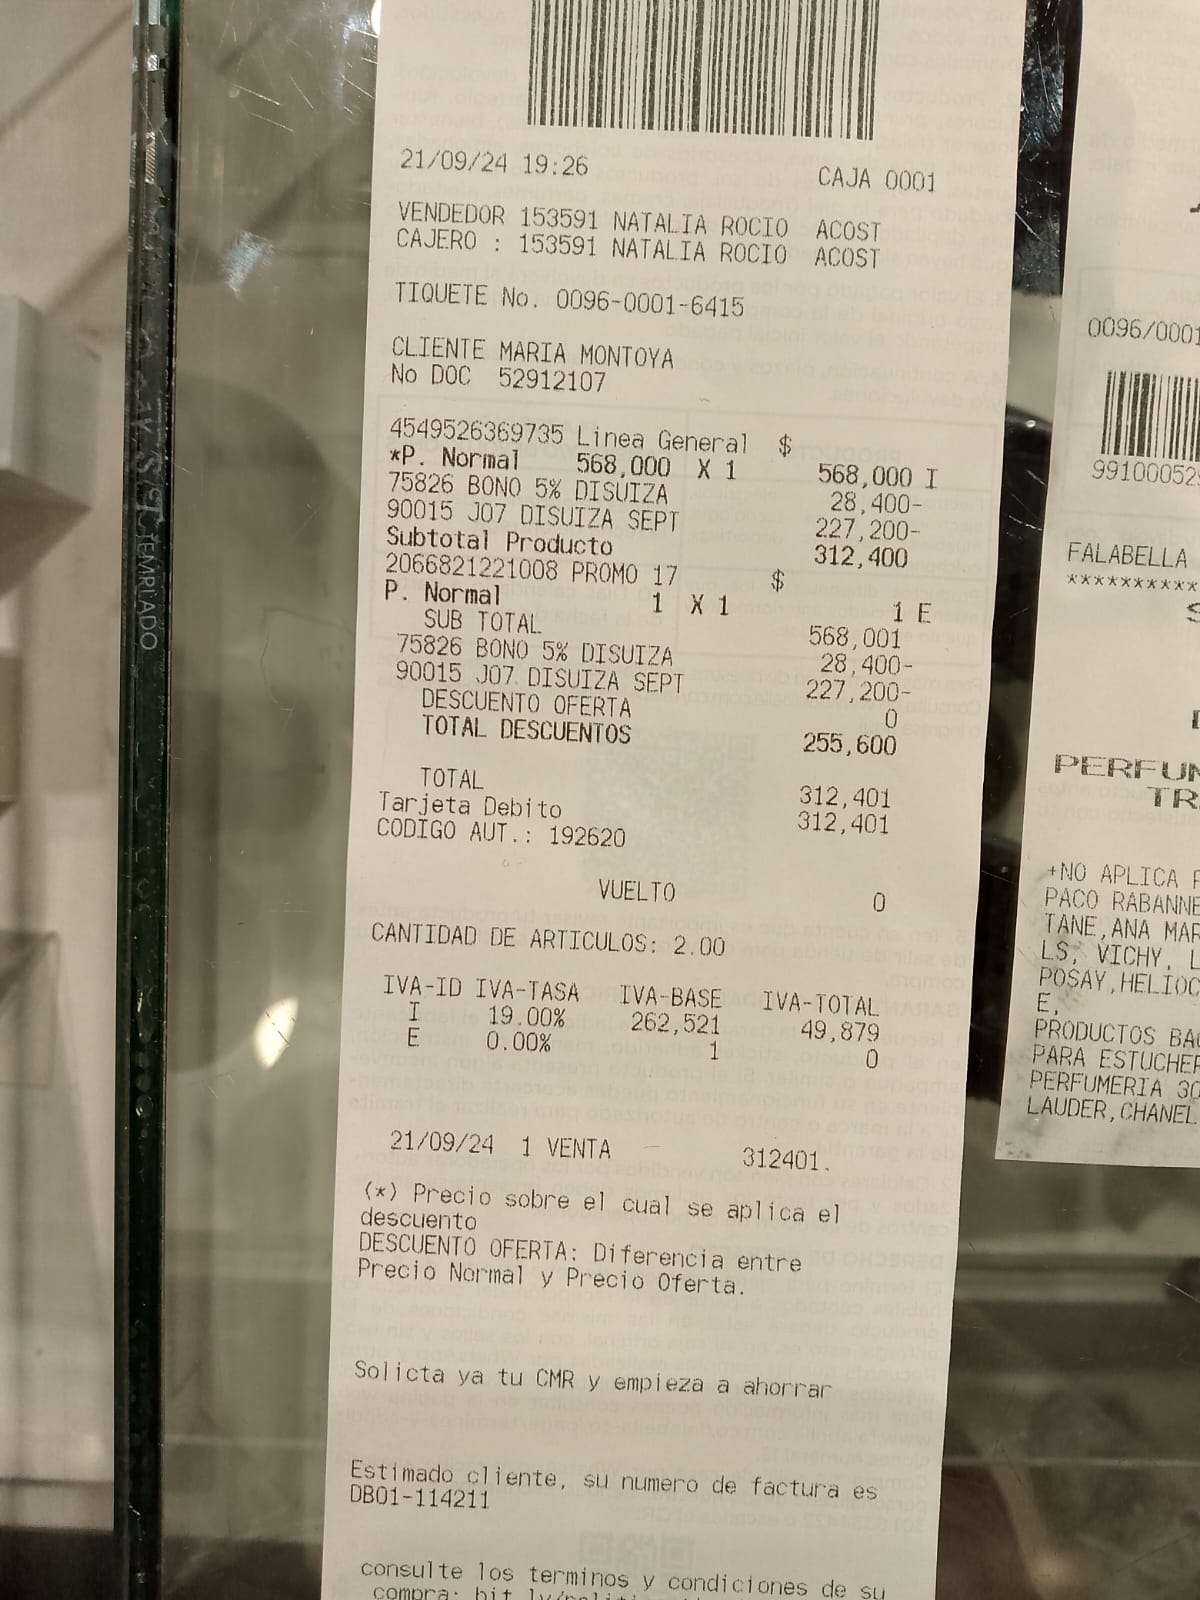 21/09/24 19:26 CAJA 0001
VENDEDOR 153591 NATALIA ROCIO ACOST
CAJERO : 153591 NATALIA ROCIO ACOST
TIQUETE No. 0096-0001-6415
CLIENTE MARIA MONTOYA
No DOC 52912107
4549526369735 Linea General $
*P. Normal 568,000 X 1 568,000 I
75826 BONO 5% DISUIZA 28,400-
90015 J07 DISUIZA SEPT 227,200-
Subtotal Producto 312,400
2066821221008 PROMO 17 $
P. Normal 1 X 1 1 E
SUB TOTAL 568,001
75826 BONO 5% DISUIZA 28,400-
90015 J07. DISUIZA SEPT 227,200-
DESCUENTO OFERTA 0
TOTAL DESCUENTOS 255,600
TOTAL 312,401
Tarjeta Debito 312,401
CODIGO AUT.: 192620
VUELTO 0
CANTIDAD DE ARTICULOS: 2.00
IVA-ID IVA-TASA IVA-BASE IVA-TOTAL
I 19.00% 262,521 49,879
E 0.00% 1 0
21/09/24 1 VENTA 312401.
(*) Precio sobre el cual se aplica el
descuento
DESCUENTO OFERTA: Diferencia entre
Precio Normal y Precio Oferta.
Solicta ya tu CMR y empieza a ahorrar
Estimado cliente, su numero de factura es
DB01-114211
consulte los terminos y condiciones de su
compra: bit
0096/0001
9910005
FALABELLA
**********
PERFUM
TR
+NO APLICA
PACO RABANNE
TANE,ANA MAR
LS, VICHY, L
POSAY,HELIOC
E,
PRODUCTOS BA
PARA ESTUCHE
PERFUMERIA 30
LAUDER,CHANEL
TEMPLADO